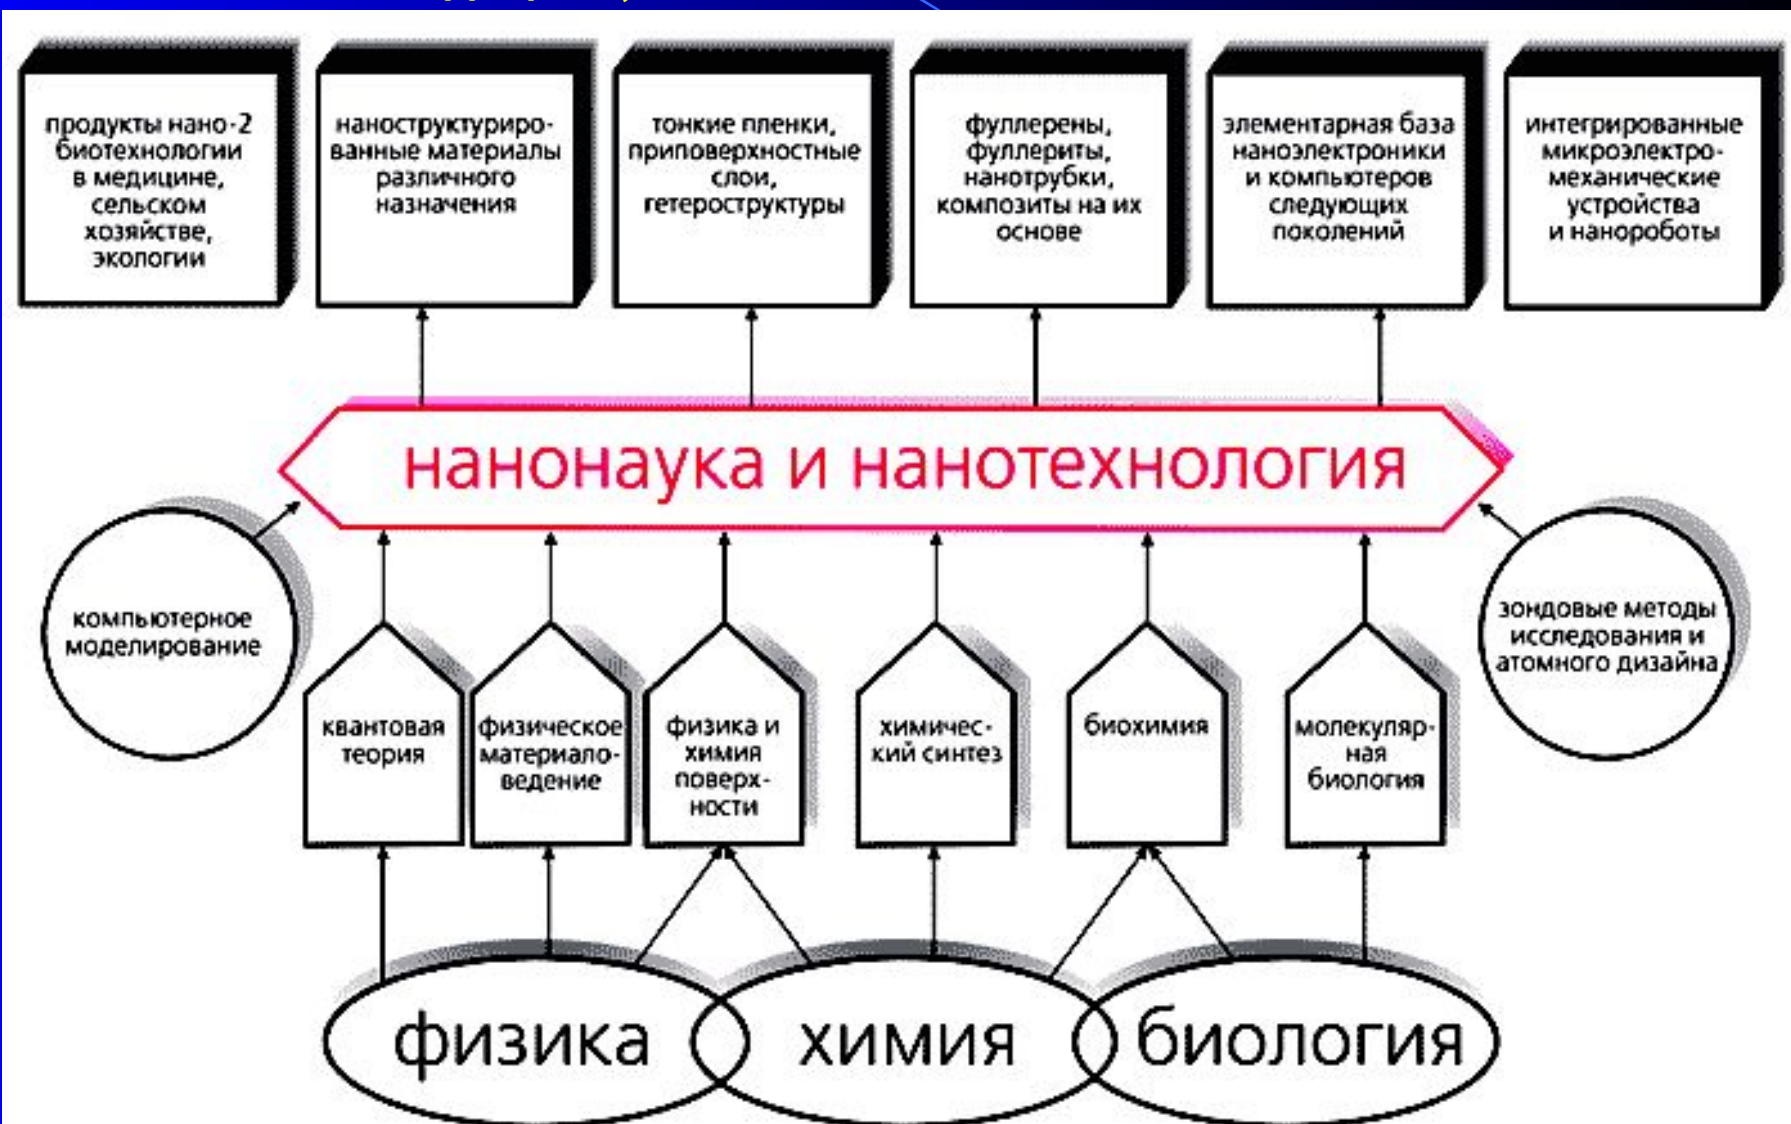 продукты нано-2
биотехнологии
в медицине,
сельском
хозяйстве,
экологии
наноструктуриро-
ванные материалы
различного
назначения
тонкие пленки,
приповерхностные
слои,
гетероструктуры
фуллерены,
фуллериты,
нанотрубки,
композиты на их
основе
элементарная база
наноэлектроники
и компьютеров
следующих
поколений
интегрированные
микроэлектро-
механические
устройства
и нанороботы
нанонаука и нанотехнология
компьютерное
моделирование
зондовые методы
исследования и
атомного дизайна
квантовая
теория
физическое
материало-
ведение
физика и
химия
поверх-
ности
химичес-
кий синтез
биохимия
молекуляр-
ная
биология
физика
химия
биология